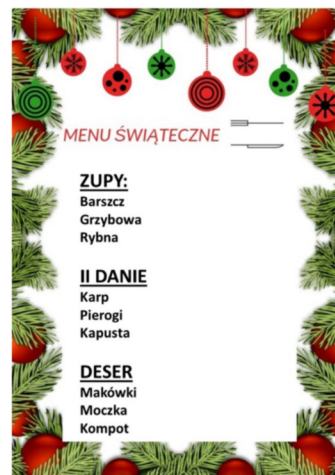 MENU ŚWIĄTECZNE
ZUPY:
Barszcz
Grzybowa
Rybna
II DANIE
Karp
Pierogi
Kapusta
DESER
Makówki
Moczka
Kompot